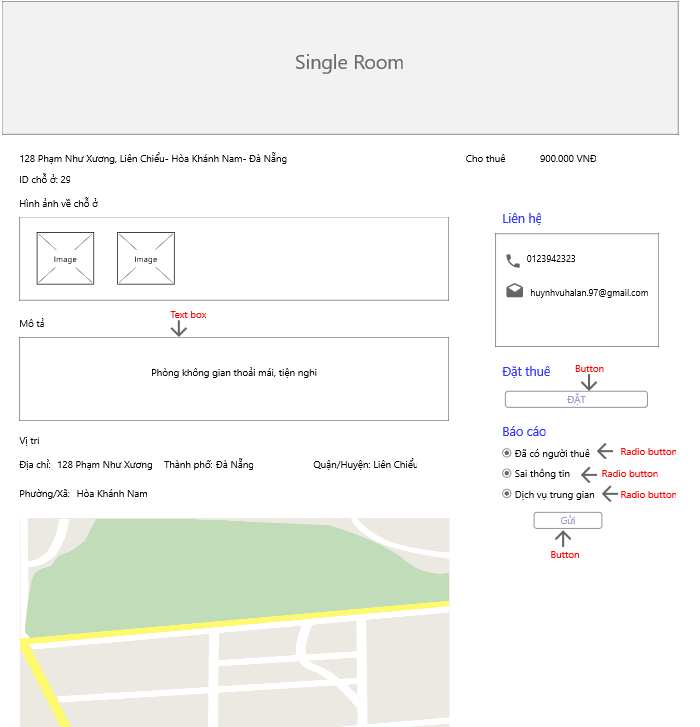 Single Room
128 Phạm Như Xương, Liên Chiểu- Hòa Khánh Nam- Đà Nẵng
Cho thuê 900.000 VNĐ
ID chỗ ở: 29
Hình ảnh về chỗ ở
Image Image
Mô tả
Text box
Phòng không gian thoải mái, tiện nghi
Vị trí
Địa chỉ: 128 Phạm Như Xương Thành phố: Đà Nẵng Quận/Huyện: Liên Chiểu
Phường/Xã: Hòa Khánh Nam
Liên hệ
0123942323
huynhvuhalan.97@gmail.com
Đặt thuê
Button
ĐẶT
Báo cáo
Đã có người thuê Radio button
Sai thông tin Radio button
Dịch vụ trung gian Radio button
Gửi
Button